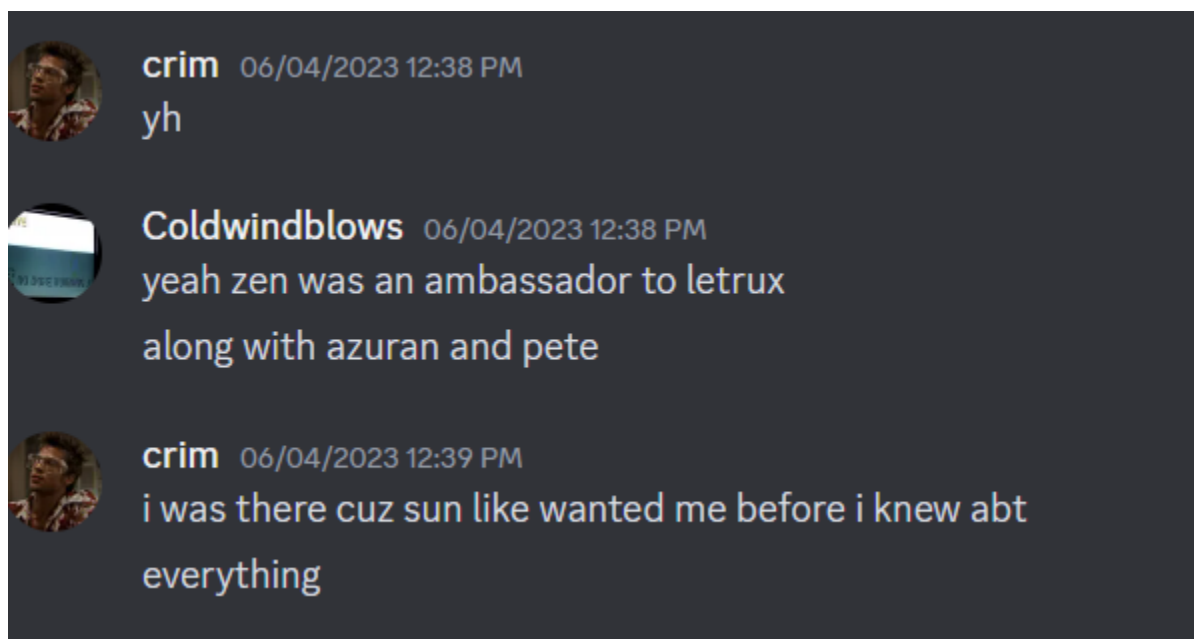 crim 06/04/2023 12:38 PM
yh
Coldwindblows 06/04/2023 12:38 PM
yeah zen was an ambassador to letrux
along with azuran and pete
crim 06/04/2023 12:39 PM
i was there cuz sun like wanted me before i knew abt
everything